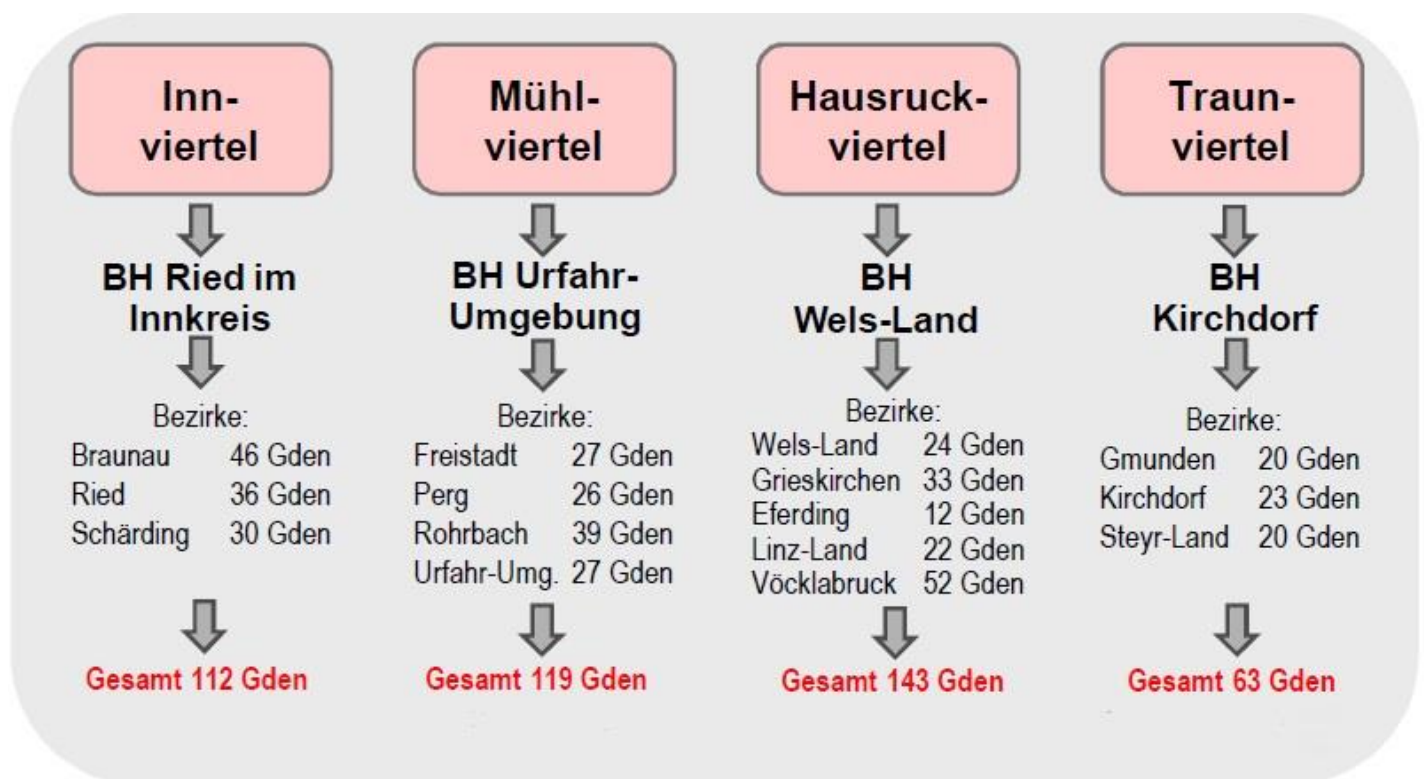 Inn-
viertel
BH Ried im
Innkreis
Bezirke:
Braunau 46 Gden
Ried 36 Gden
Schärding 30 Gden
Gesamt 112 Gden
Mühl-
viertel
BH Urfahr-
Umgebung
Bezirke:
Freistadt 27 Gden
Perg 26 Gden
Rohrbach 39 Gden
Urfahr-Umg. 27 Gden
Gesamt 119 Gden
Hausruck-
viertel
BH
Wels-Land
Bezirke:
Wels-Land 24 Gden
Grieskirchen 33 Gden
Eferding 12 Gden
Linz-Land 22 Gden
Vöcklabruck 52 Gden
Gesamt 143 Gden
Traun-
viertel
BH
Kirchdorf
Bezirke:
Gmunden 20 Gden
Kirchdorf 23 Gden
Steyr-Land 20 Gden
Gesamt 63 Gden